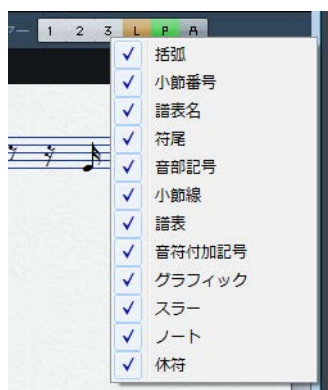 ー 1 2 3 L P A
括弧
小節番号
譜表名
符尾
音部記号
小節線
譜表
音符付加記号
グラフィック
スラー
ノート
休符